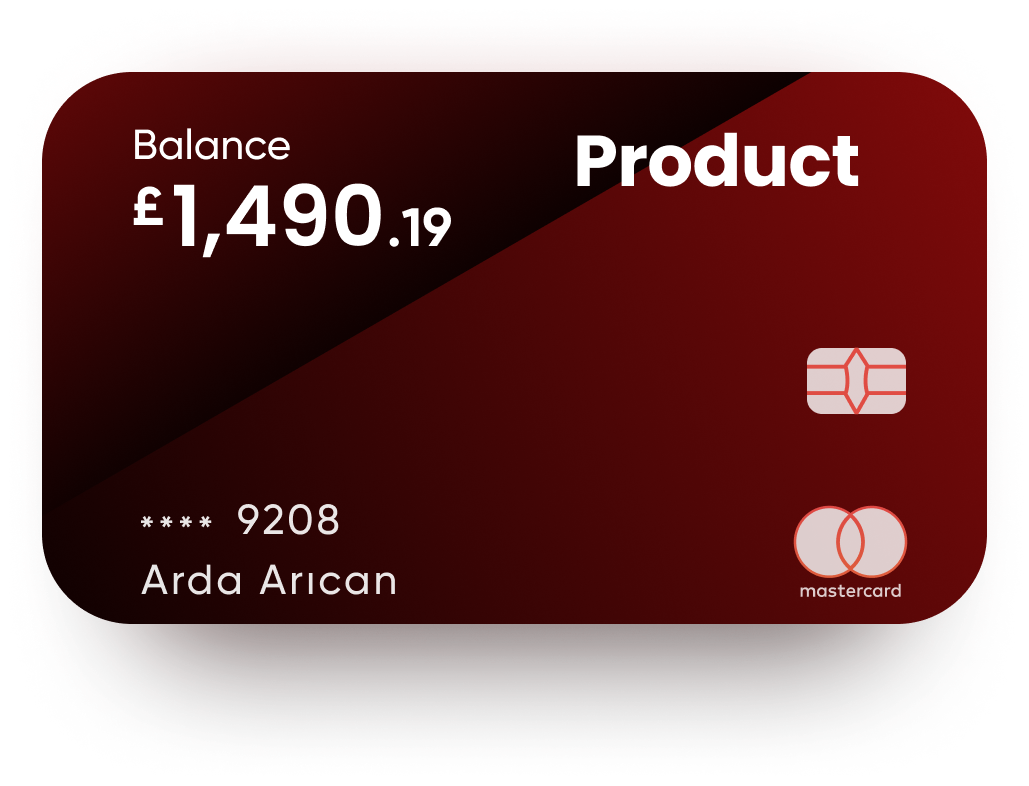 Balance
£1,490.19
Product
**** 9208
Arda Arıcan
mastercard